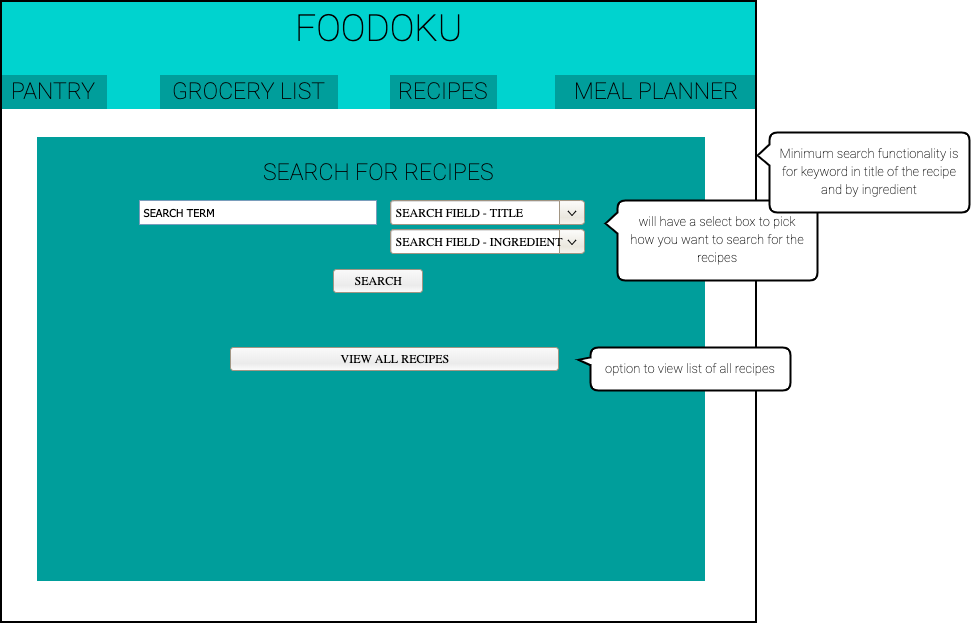 FOODOKU
PANTRY
GROCERY LIST
RECIPES
MEAL PLANNER
SEARCH FOR RECIPES
SEARCH TERM
SEARCH FIELD - TITLE
SEARCH FIELD - INGREDIENT
SEARCH
VIEW ALL RECIPES
Minimum search functionality is
for keyword in title of the recipe
and by ingredient
will have a select box to pick
how you want to search for the
recipes
option to view list of all recipes